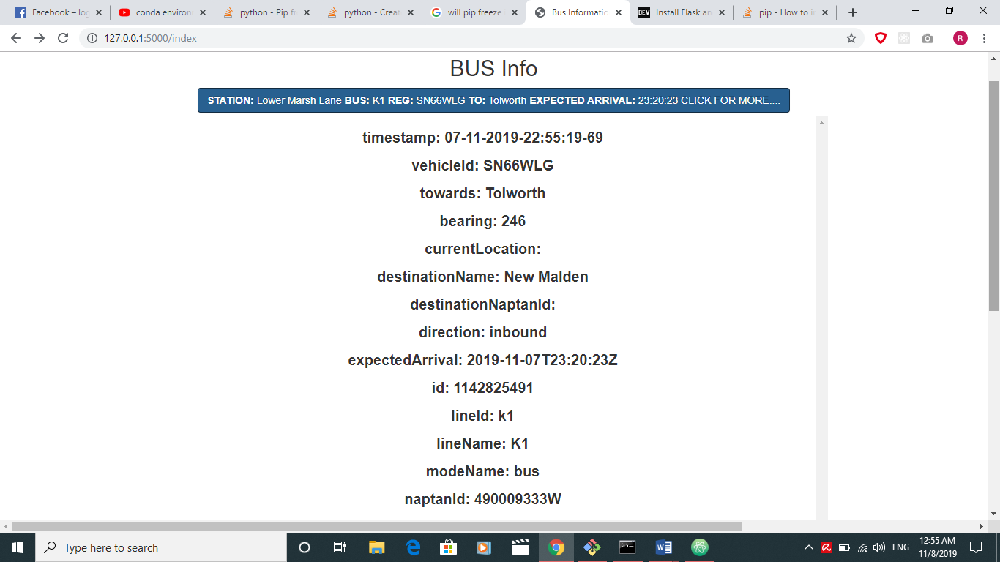 Facebook – log
conda environm
python - Pip fr
python - Creat
will pip freeze
Bus Informatio
DEV
Install Flask an
pip - How to in
127.0.0.1:5000/index
R
BUS Info
STATION: Lower Marsh Lane BUS: K1 REG: SN66WLG TO: Tolworth EXPECTED ARRIVAL: 23:20:23 CLICK FOR MORE....
timestamp: 07-11-2019-22:55:19-69
vehicleId: SN66WLG
towards: Tolworth
bearing: 246
currentLocation:
destinationName: New Malden
destinationNaptanId:
direction: inbound
expectedArrival: 2019-11-07T23:20:23Z
id: 1142825491
lineId: k1
lineName: K1
modeName: bus
naptanId: 490009333W
Type here to search
ENG
12:55 AM
11/8/2019